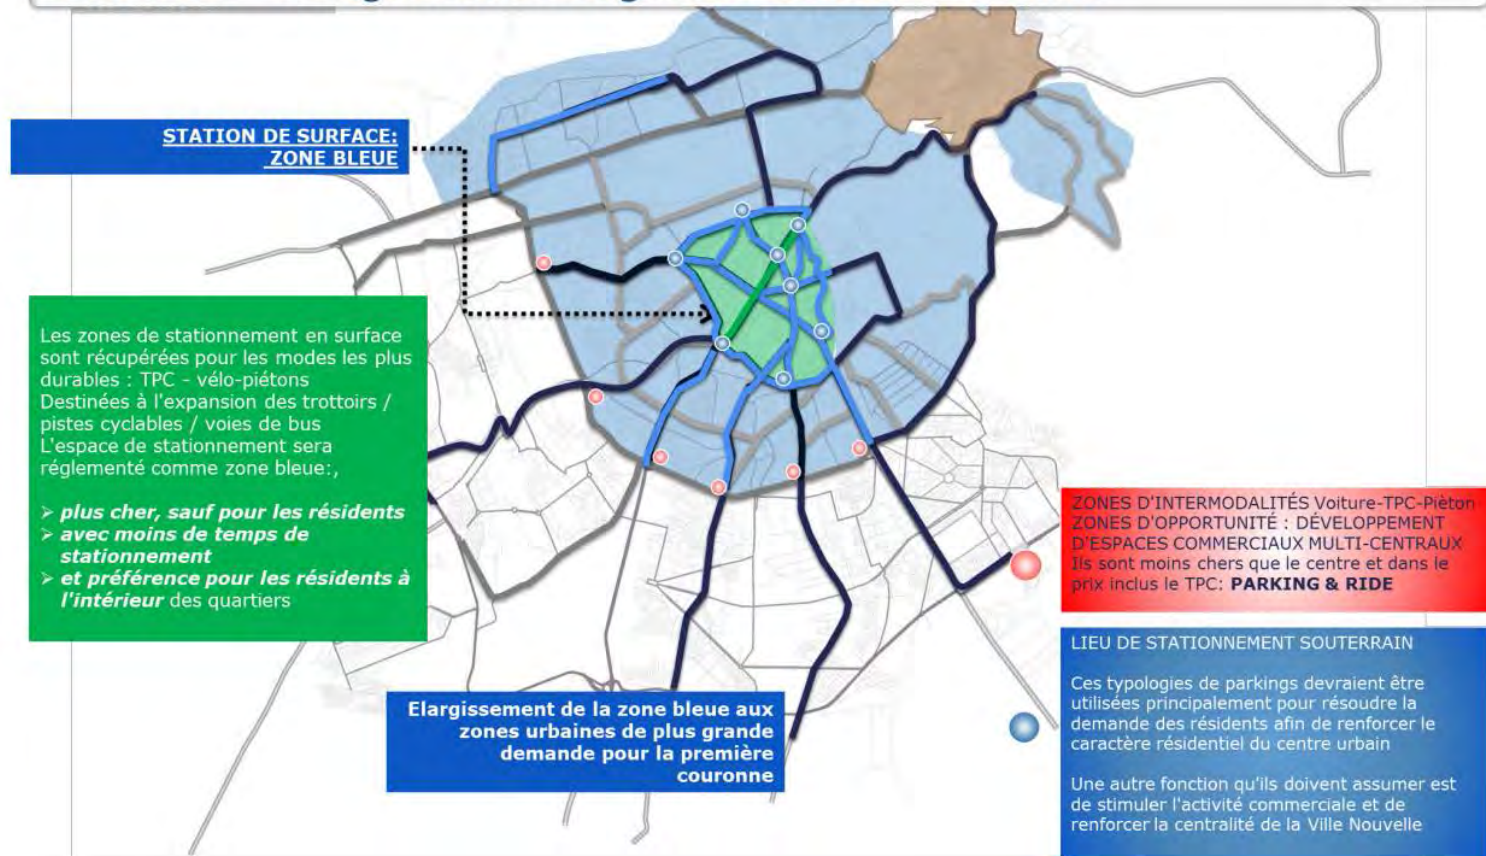 STATION DE SURFACE:
ZONE BLEUE
Les zones de stationnement en surface
sont récupérées pour les modes les plus
durables : TPC - vélo-piétons
Destinées à l'expansion des trottoirs /
pistes cyclables / voies de bus
L'espace de stationnement sera
réglementé comme zone bleue:,
➢ plus cher, sauf pour les résidents
➢ avec moins de temps de
stationnement
➢ et préférence pour les résidents à
l'intérieur des quartiers
Elargissement de la zone bleue aux
zones urbaines de plus grande
demande pour la première
couronne
ZONES D'INTERMODALITÉS Voiture-TPC-Pièton
ZONES D'OPPORTUNITÉ : DÉVELOPPEMENT
D'ESPACES COMMERCIAUX MULTI-CENTRAUX
Ils sont moins chers que le centre et dans le
prix inclus le TPC: PARKING & RIDE
LIEU DE STATIONNEMENT SOUTERRAIN
Ces typologies de parkings devraient être
utilisées principalement pour résoudre la
demande des résidents afin de renforcer le
caractère résidentiel du centre urbain
Une autre fonction qu'ils doivent assumer est
de stimuler l'activité commerciale et de
renforcer la centralité de la Ville Nouvelle